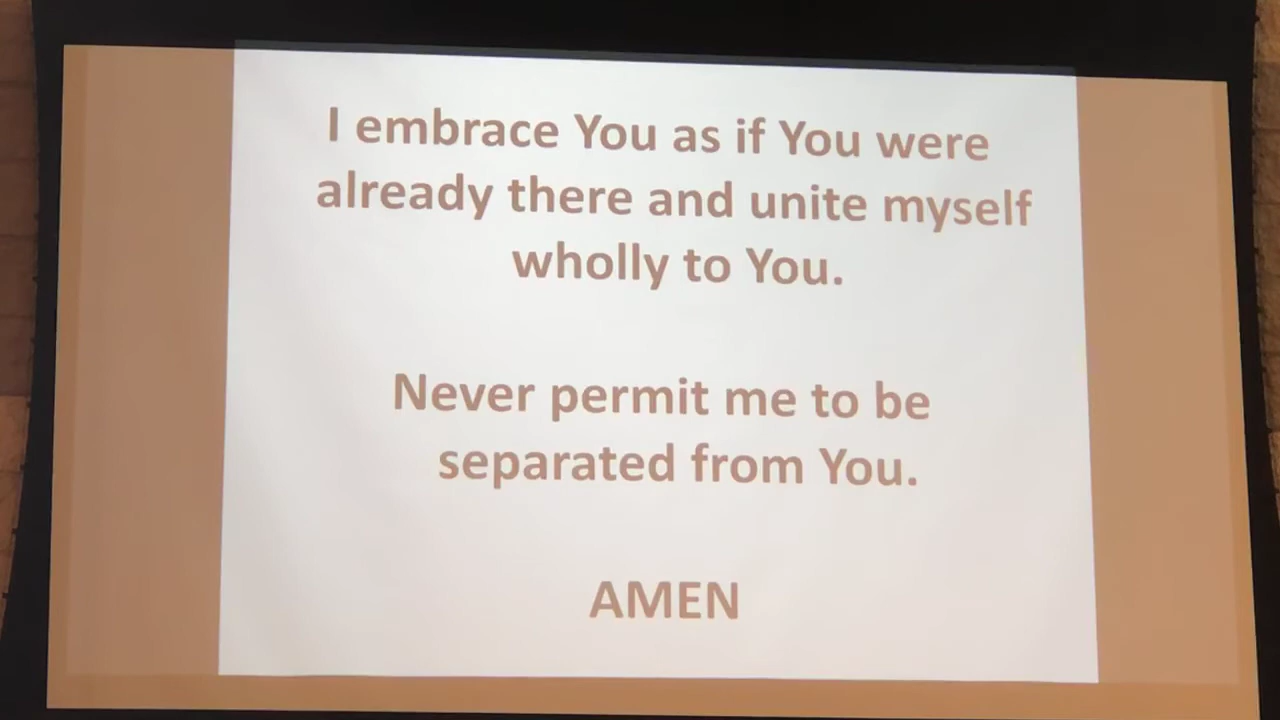 I embrace You as if You were
already there and unite myself
wholly to You.
Never permit me to be
separated from You.
AMEN